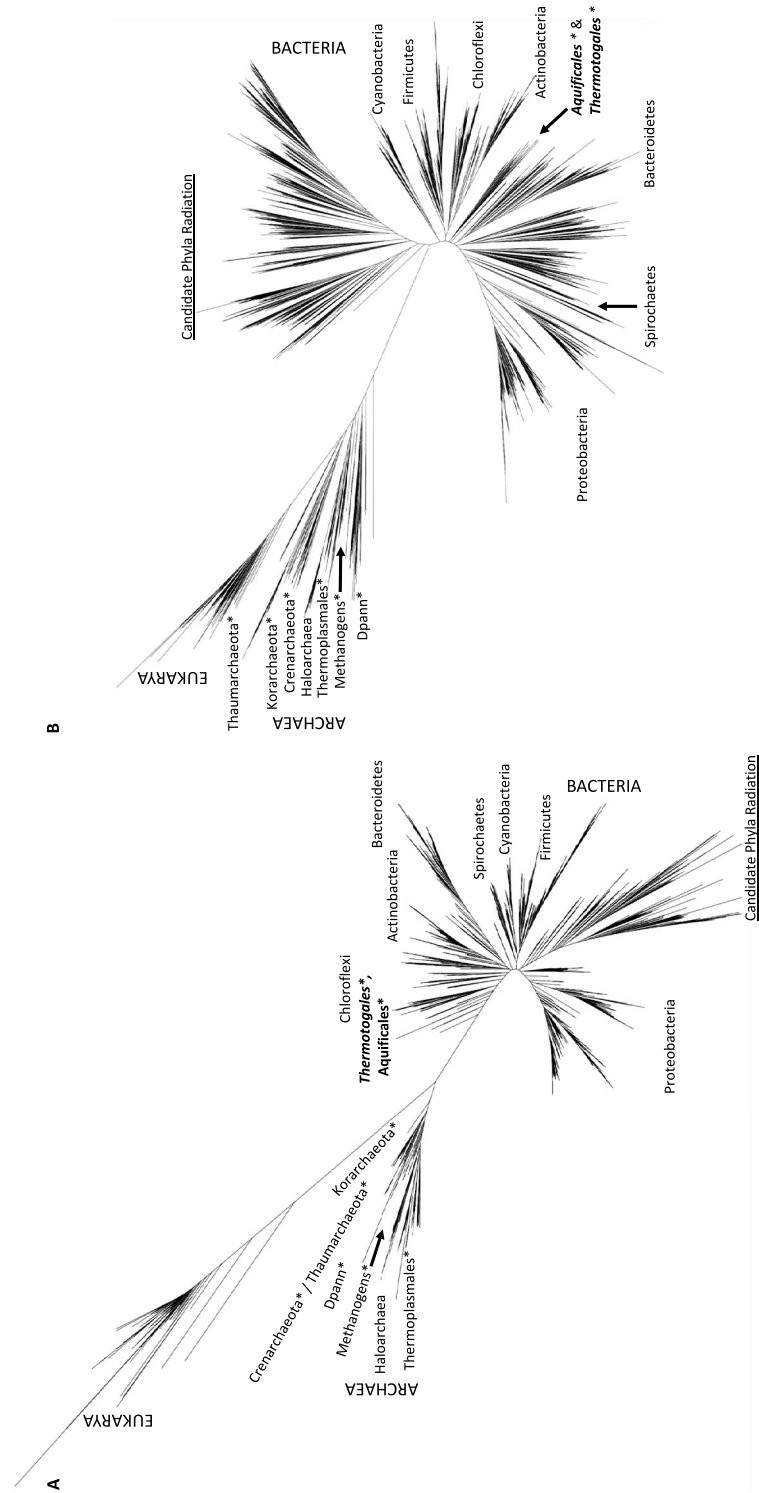 A
EUKARYA
ARCHAEA
Crenarchaeota* / Thaumarchaeota*
Korarchaeota*
Dpann*
Methanogens*
Haloarchaea
Thermoplasmales*
Chloroflexi
Thermotogales*,
Aquificales*
Actinobacteria
Bacteroidetes
Spirochaetes
Cyanobacteria
Firmicutes
BACTERIA
Candidate Phyla Radiation
Proteobacteria
B
EUKARYA
ARCHAEA
Thaumarchaeota*
Korarchaeota*
Crenarchaeota*
Haloarchaea
Thermoplasmales*
Methanogens*
Dpann*
Candidate Phyla Radiation
BACTERIA
Cyanobacteria
Firmicutes
Chloroflexi
Actinobacteria
Aquificales * &
Thermotogales *
Bacteroidetes
Spirochaetes
Proteobacteria